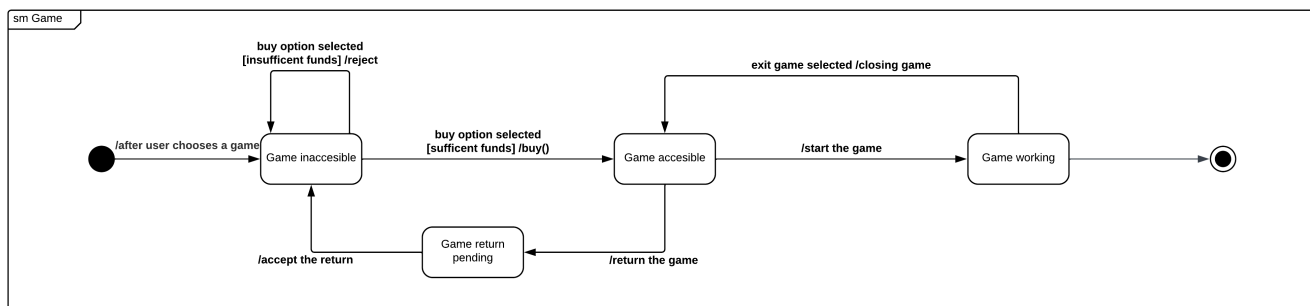 sm Game
buy option selected
[insufficent funds] /reject
exit game selected /closing game
/after user chooses a game
Game inaccesible
buy option selected
[sufficent funds] /buy()
Game accesible
/start the game
Game working
Game return
pending
/accept the return
/return the game